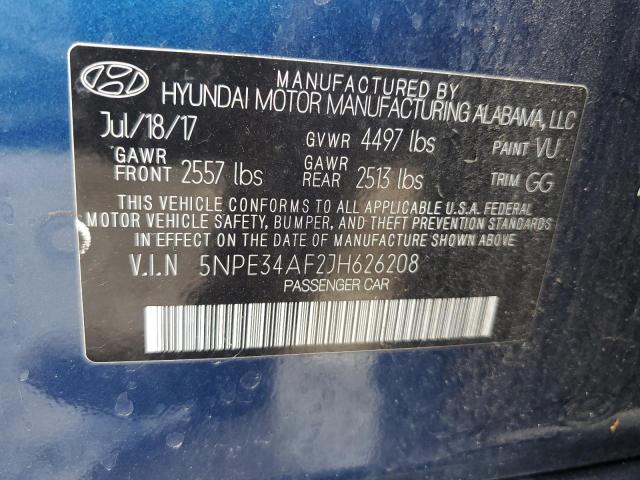 MANUFACTURED BY
HYUNDAI MOTOR MANUFACTURING ALABAMA, LLC
Jul/18/17 GVWR 4497 lbs PAINT VU
GAWR FRONT 2557 lbs GAWR REAR 2513 lbs TRIM GG
THIS VEHICLE CONFORMS TO ALL APPLICABLE U.S.A. FEDERAL
MOTOR VEHICLE SAFETY, BUMPER, AND THEFT PREVENTION STANDARDS
IN EFFECT ON THE DATE OF MANUFACTURE SHOWN ABOVE.
V.I.N 5NPE34AF2JH626208
PASSENGER CAR